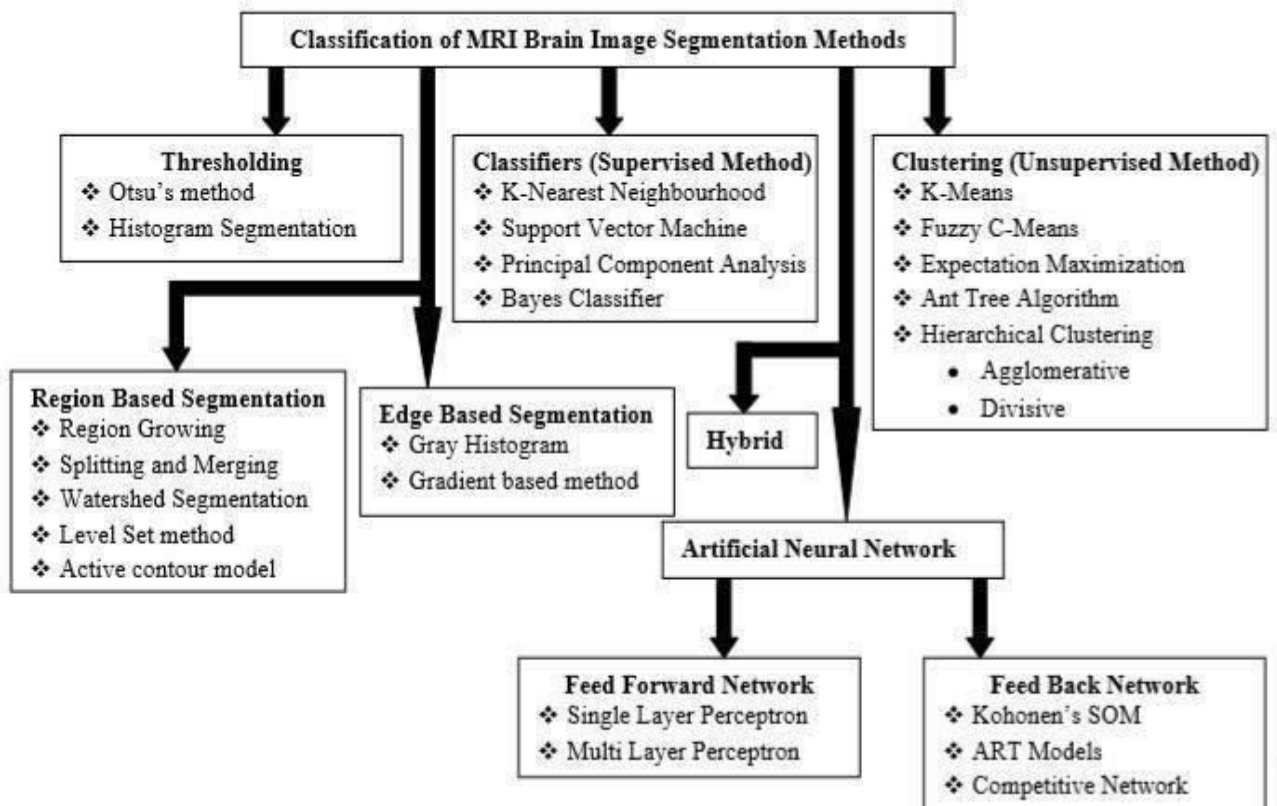 Classification of MRI Brain Image Segmentation Methods
Thresholding
❖ Otsu's method
❖ Histogram Segmentation
Classifiers (Supervised Method)
❖ K-Nearest Neighbourhood
❖ Support Vector Machine
❖ Principal Component Analysis
❖ Bayes Classifier
Clustering (Unsupervised Method)
❖ K-Means
❖ Fuzzy C-Means
❖ Expectation Maximization
❖ Ant Tree Algorithm
❖ Hierarchical Clustering
• Agglomerative
• Divisive
Region Based Segmentation
❖ Region Growing
❖ Splitting and Merging
❖ Watershed Segmentation
❖ Level Set method
❖ Active contour model
Edge Based Segmentation
❖ Gray Histogram
❖ Gradient based method
Hybrid
Artificial Neural Network
Feed Forward Network
❖ Single Layer Perceptron
❖ Multi Layer Perceptron
Feed Back Network
❖ Kohonen's SOM
❖ ART Models
❖ Competitive Network